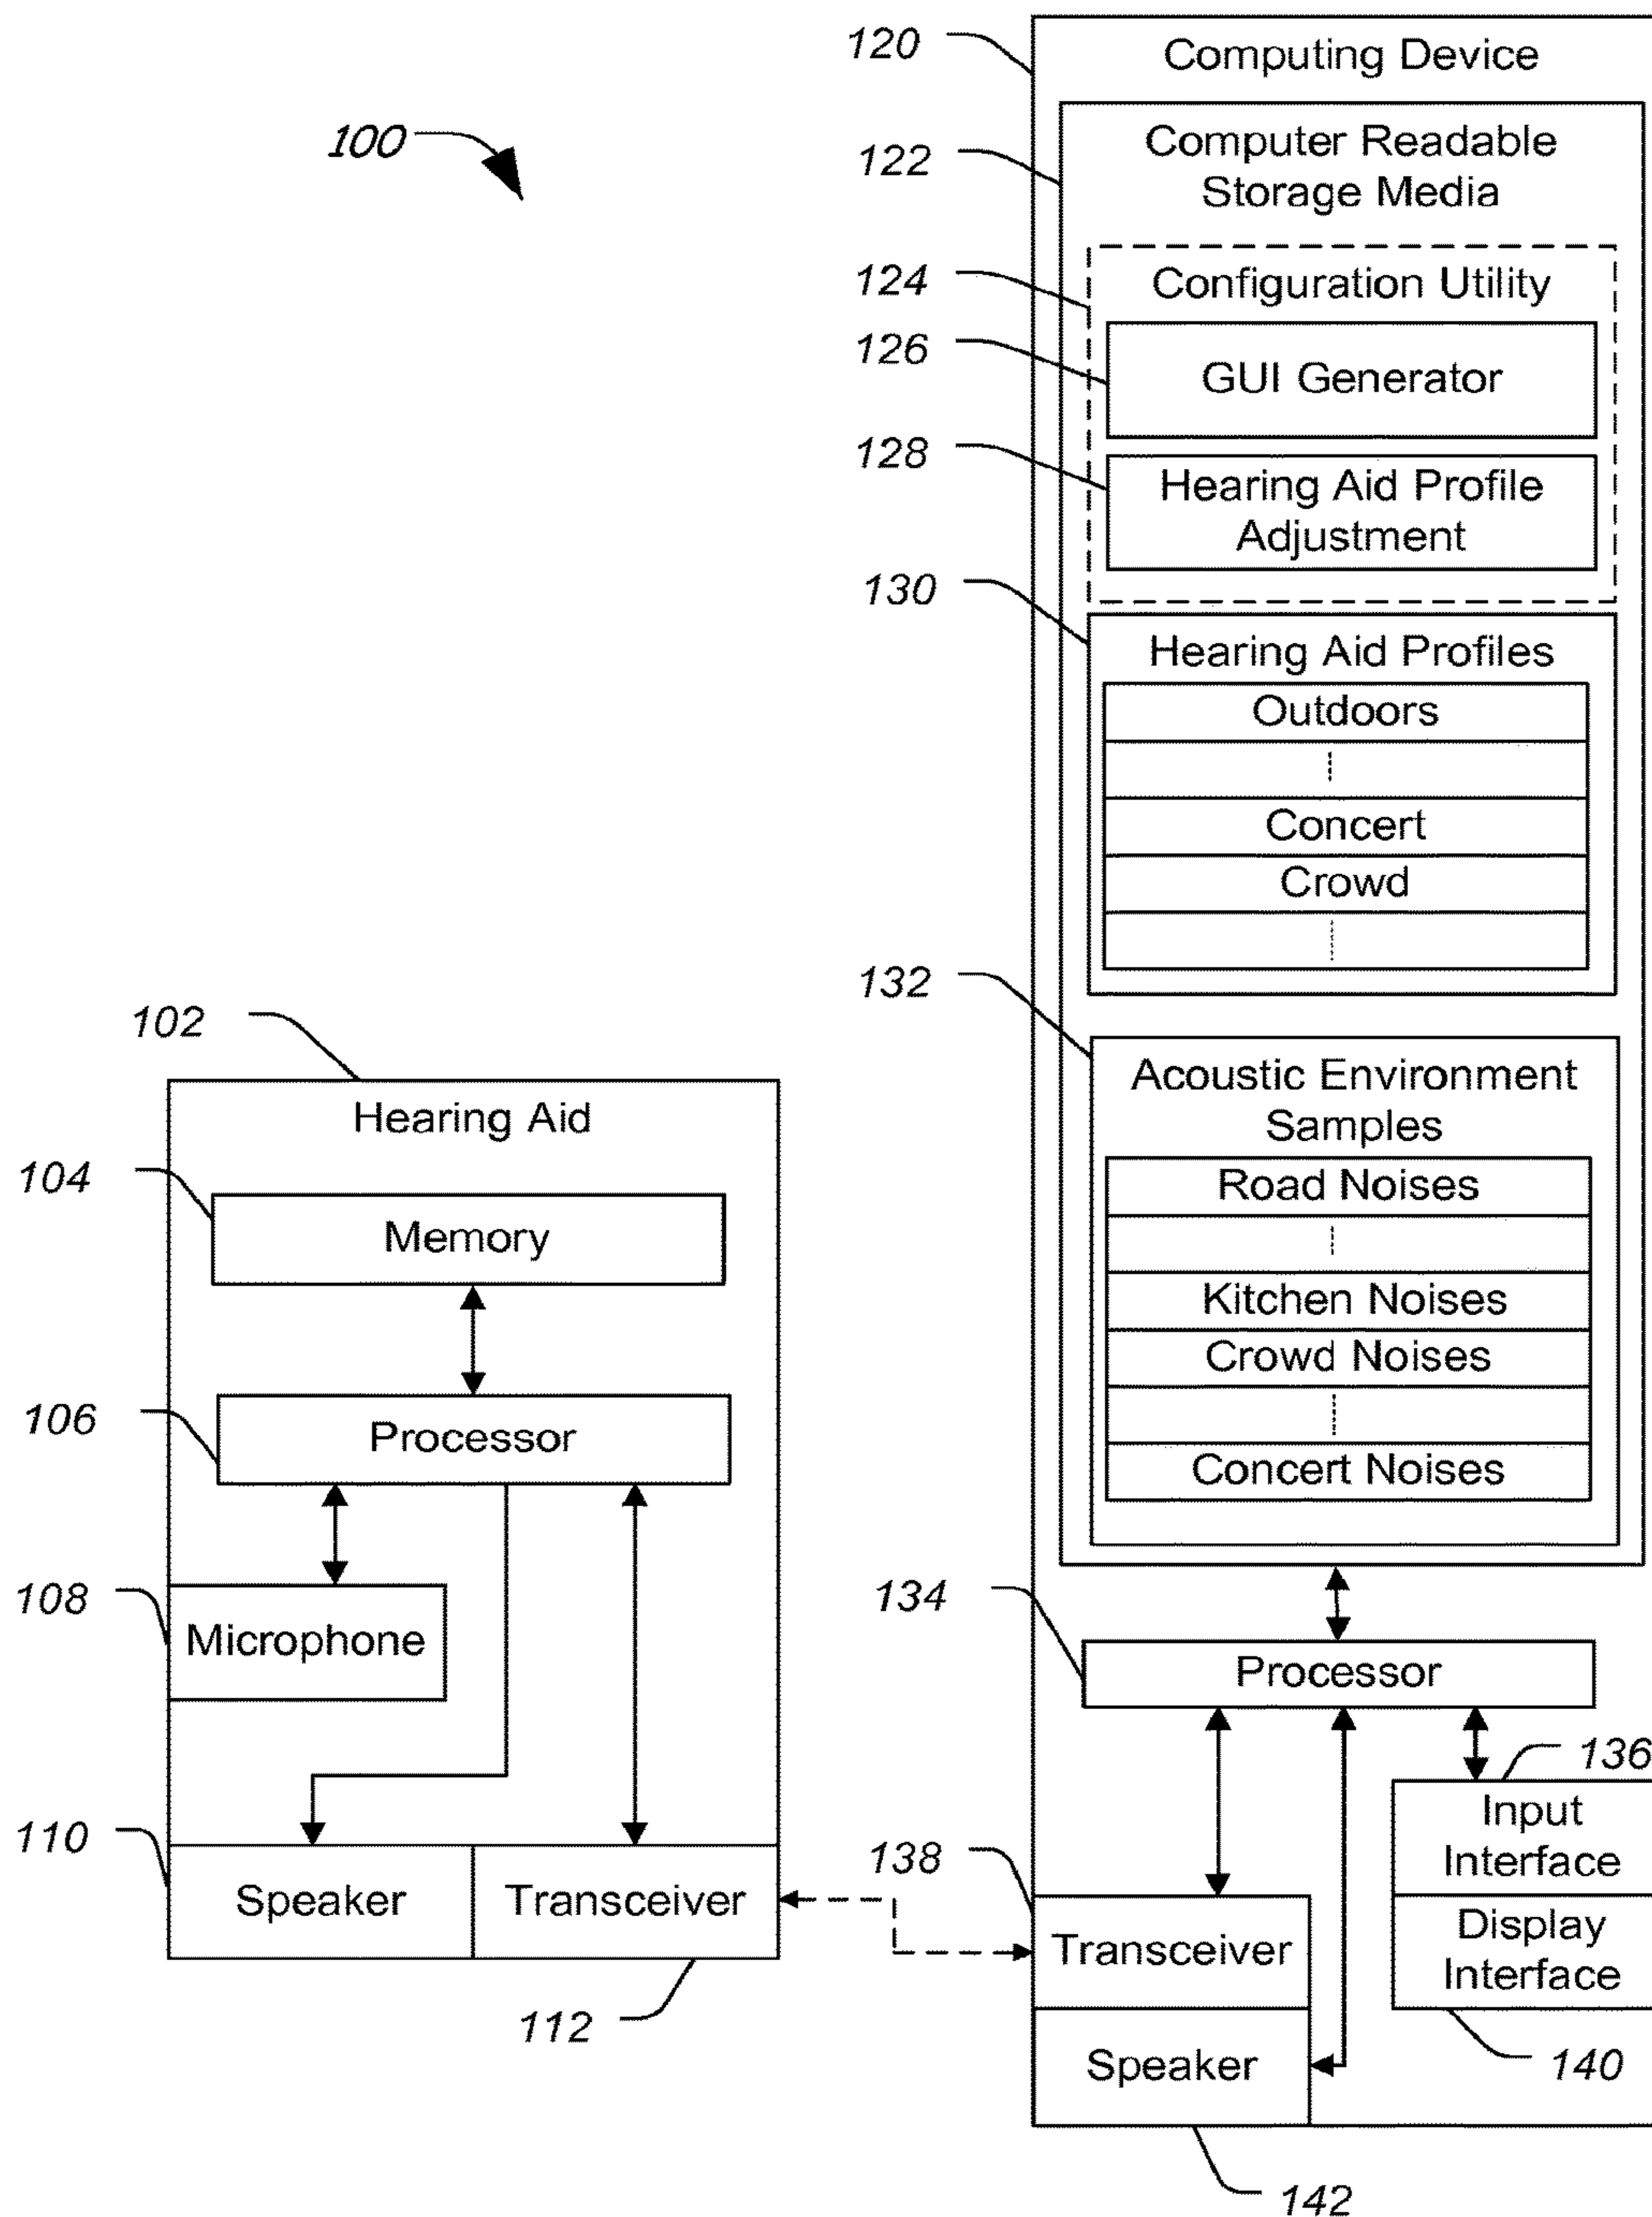 100
102
Hearing Aid
104
Memory
106
Processor
108
Microphone
110
Speaker
Transceiver
112
120
Computing Device
122
Computer Readable
Storage Media
124
Configuration Utility
126
GUI Generator
128
Hearing Aid Profile
Adjustment
130
Hearing Aid Profiles
Outdoors
Concert
Crowd
132
Acoustic Environment
Samples
Road Noises
Kitchen Noises
Crowd Noises
Concert Noises
134
Processor
136
Input
Interface
138
Transceiver
Display
Interface
140
Speaker
142